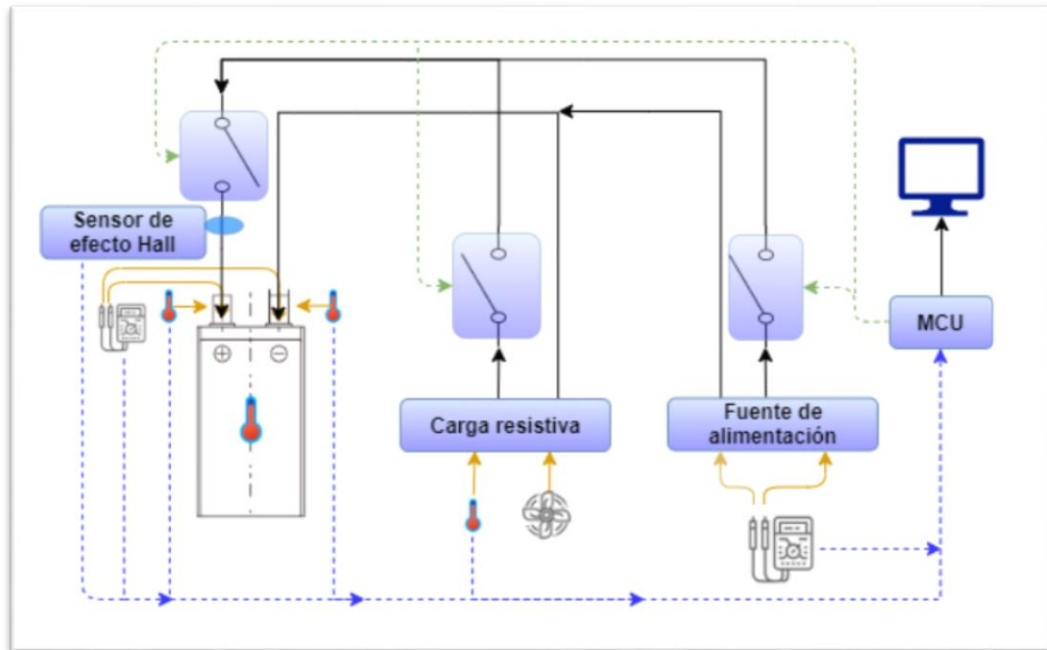 Sensor de
efecto Hall
MCU
+
−
Carga resistiva
Fuente de
alimentación